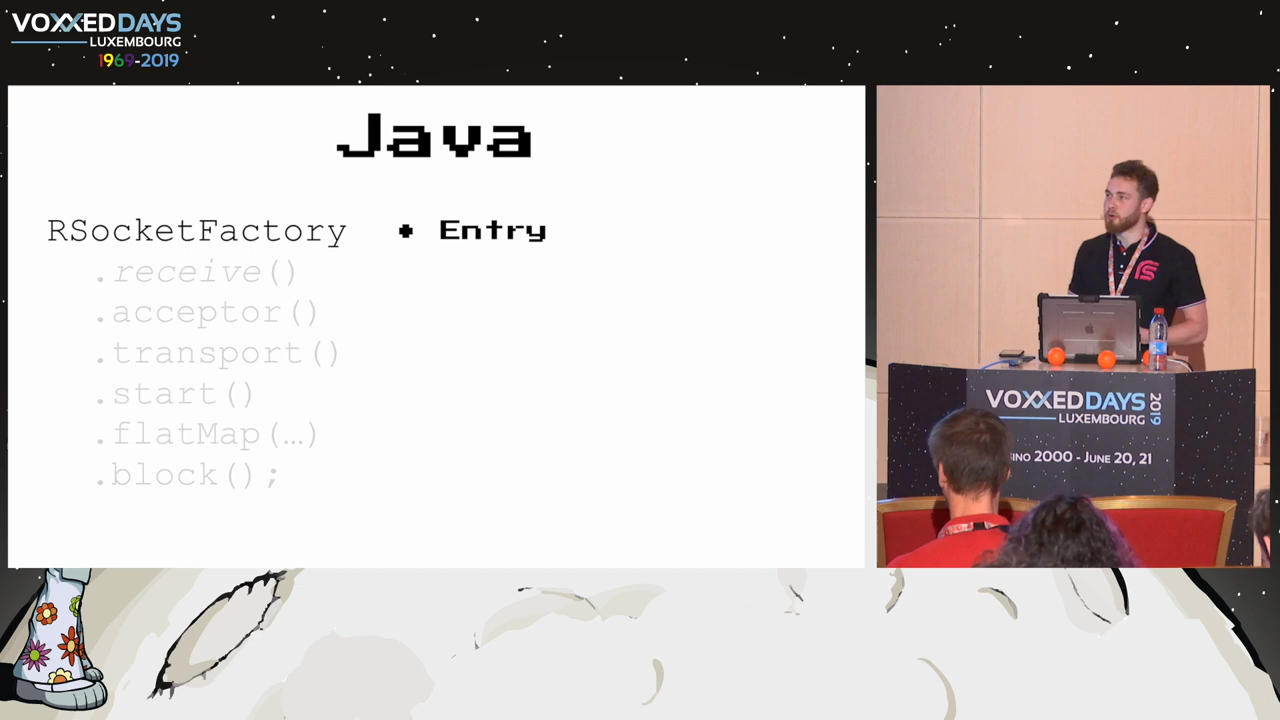 VOXXEDDAYS
LUXEMBOURG
1969-2019
Java
RSocketFactory • Entry
.receive()
.acceptor()
.transport()
.start()
.flatMap(…)
.block();
VOXXEDDAYS 2019
LUXEMBOURG
2000 - JUNE 20, 21